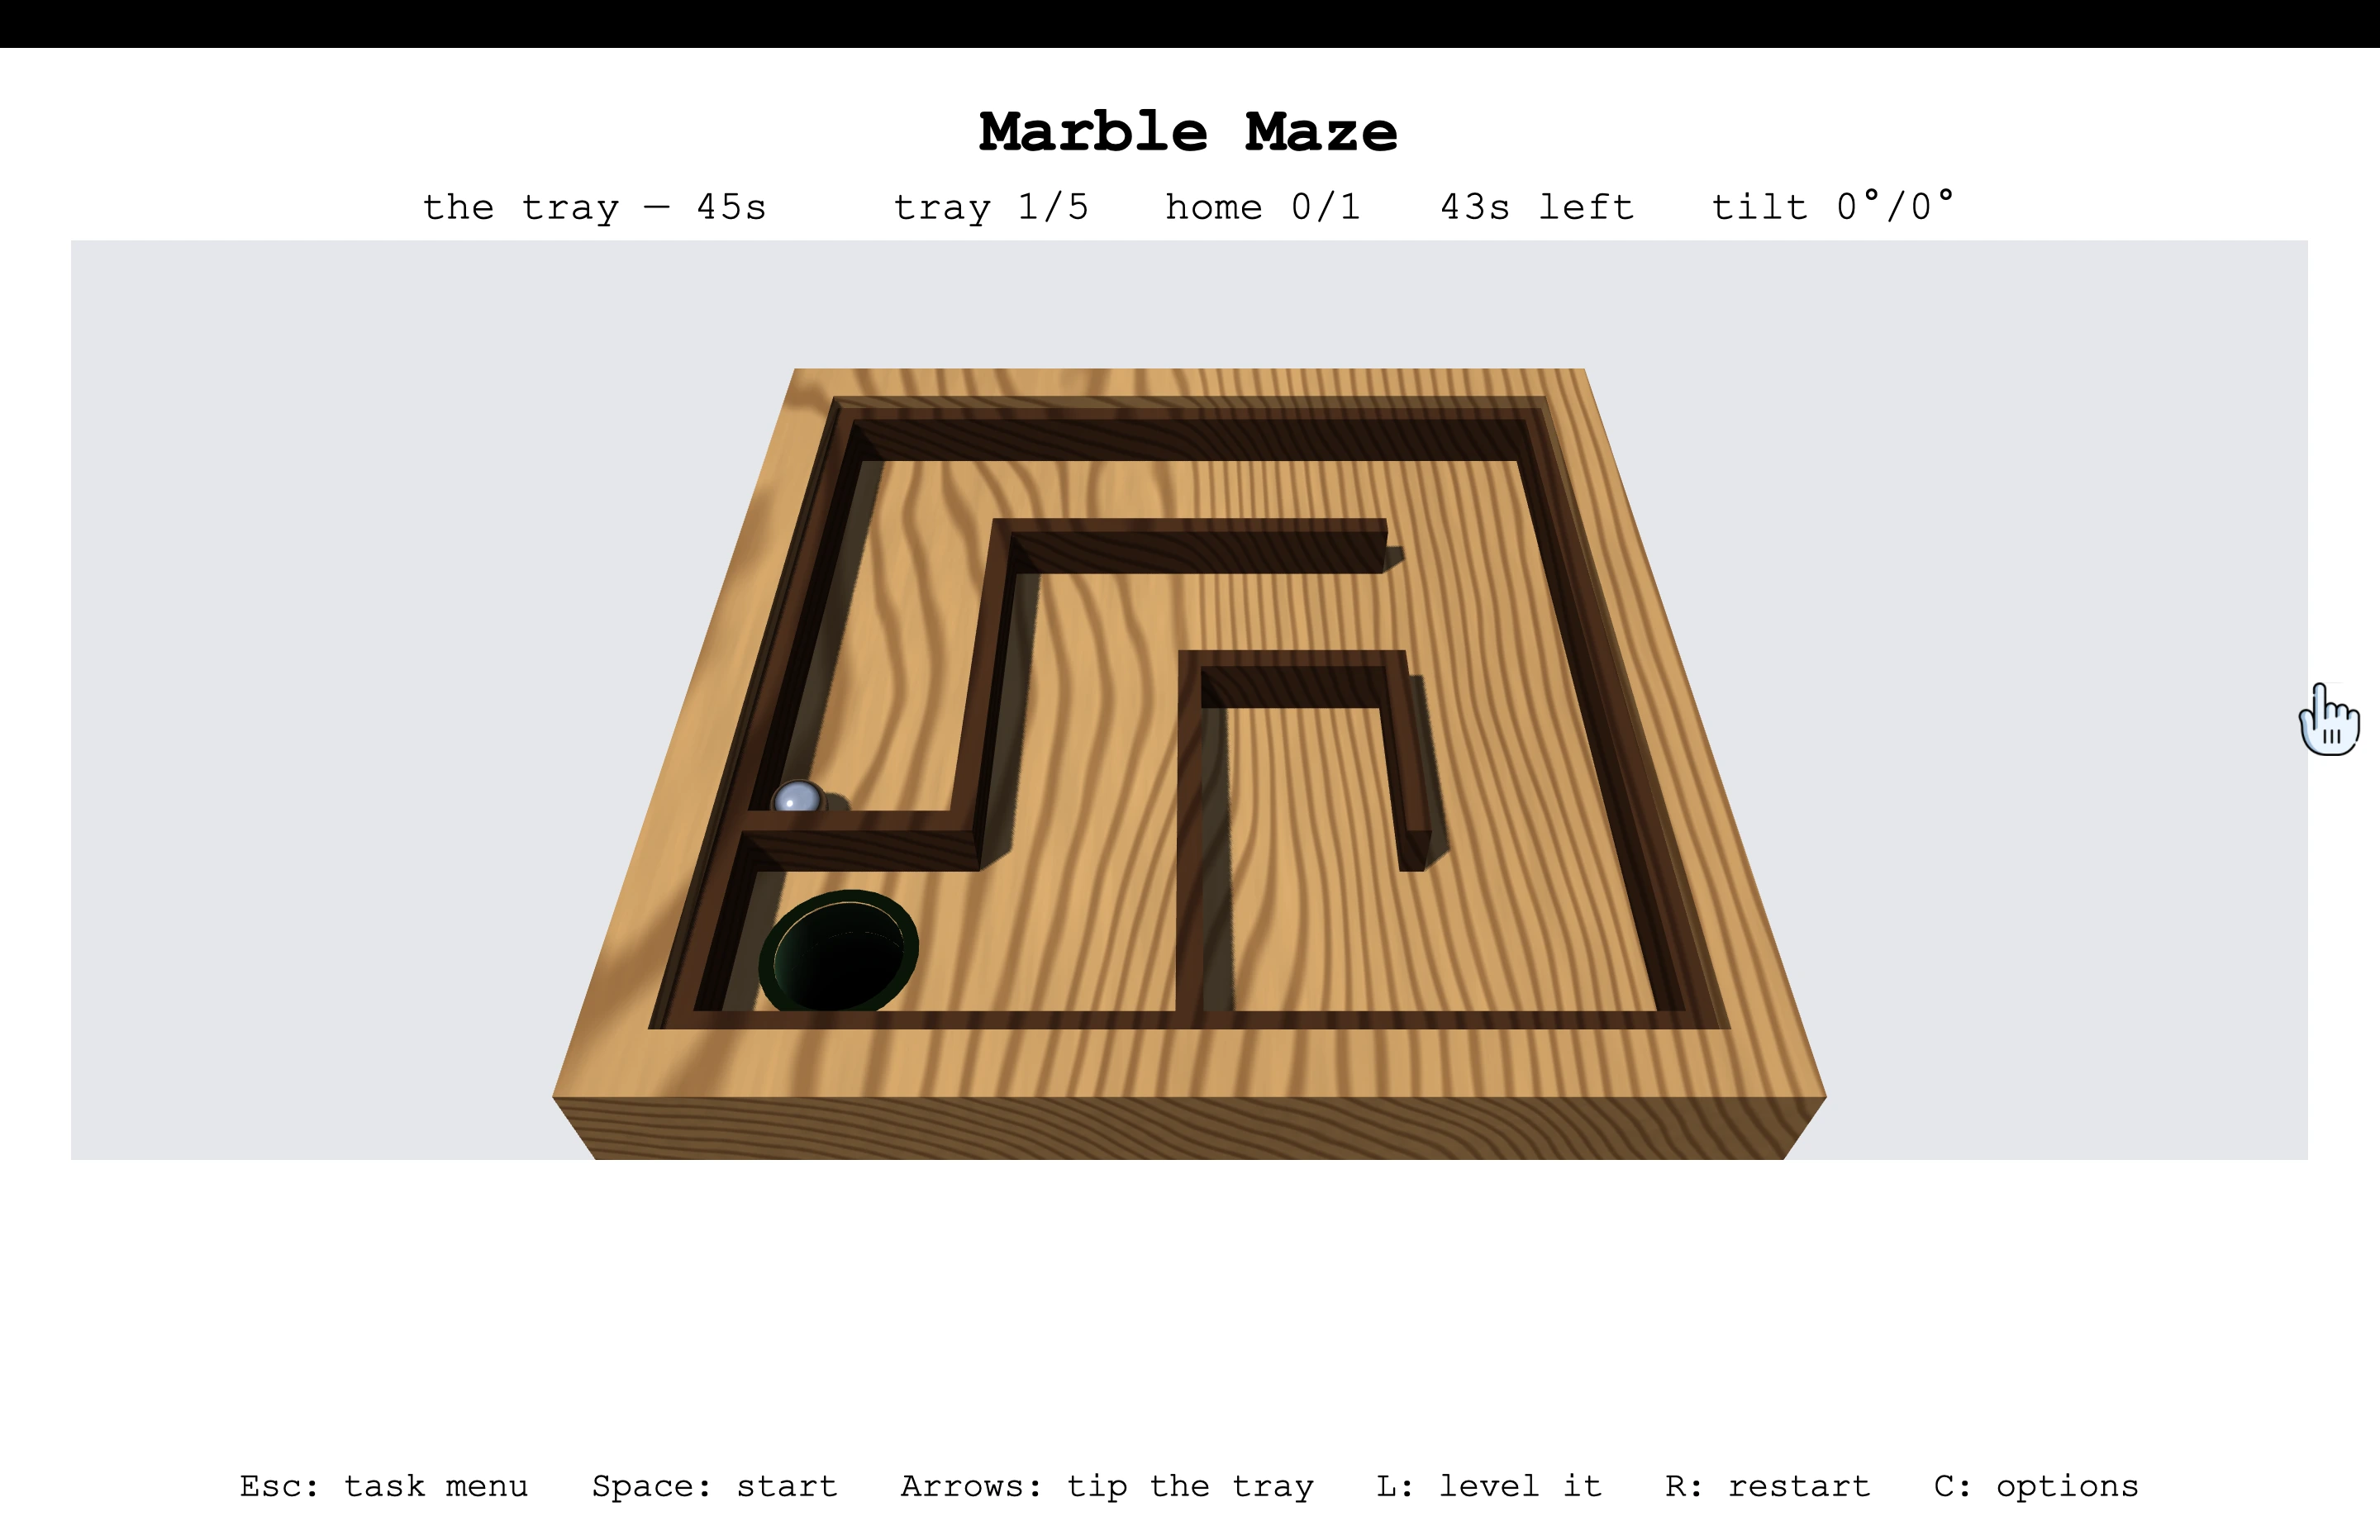 Marble Maze
the tray — 45s tray 1/5 home 0/1 43s left tilt 0°/0°
Esc: task menu Space: start Arrows: tip the tray L: level it R: restart C: options